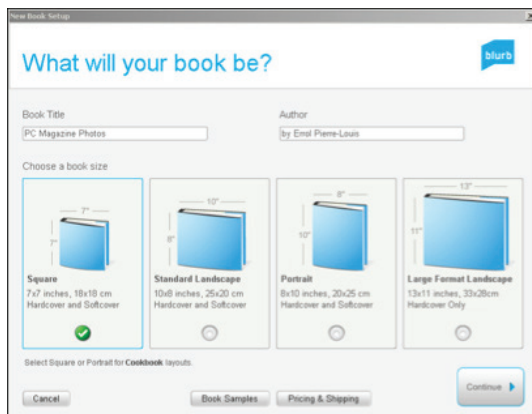 New Book Setup
What will your book be?
blurb
Book Title
Author
PC Magazine Photos
by Errol Pierre-Louis
Choose a book size
7"
7"
10"
8"
8"
10"
13"
11"
Square
7x7 inches, 18x18 cm
Hardcover and Softcover
Standard Landscape
10x8 inches, 25x20 cm
Hardcover and Softcover
Portrait
8x10 inches, 20x25 cm
Hardcover and Softcover
Large Format Landscape
13x11 inches, 33x28cm
Hardcover Only
Select Square or Portrait for Cookbook layouts.
Cancel
Book Samples
Pricing & Shipping
Continue